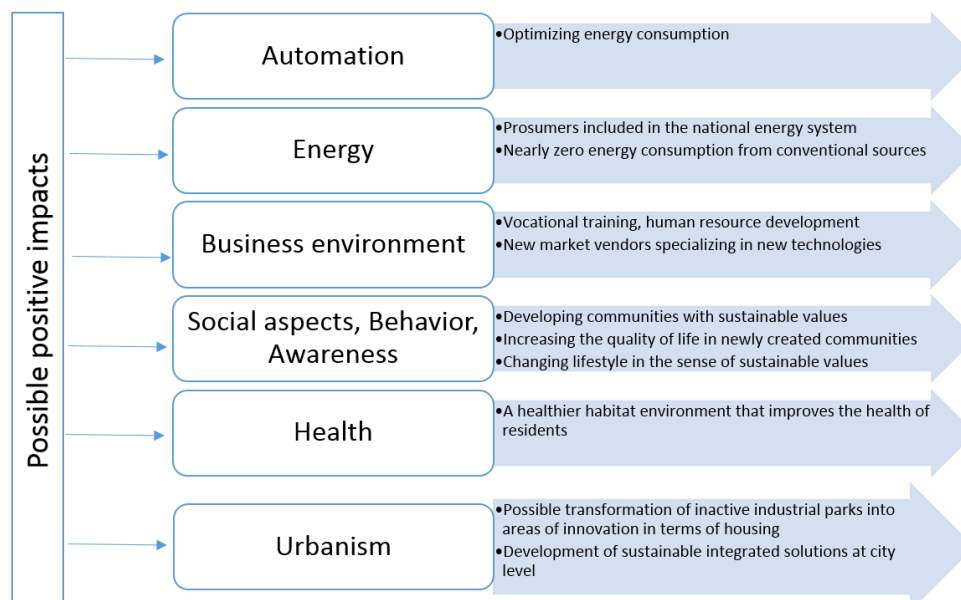 Possible positive impacts
Automation
•Optimizing energy consumption
Energy
•Prosumers included in the national energy system
•Nearly zero energy consumption from conventional sources
Business environment
•Vocational training, human resource development
•New market vendors specializing in new technologies
Social aspects, Behavior,
Awareness
•Developing communities with sustainable values
•Increasing the quality of life in newly created communities
•Changing lifestyle in the sense of sustainable values
Health
•A healthier habitat environment that improves the health of
residents
Urbanism
•Possible transformation of inactive industrial parks into
areas of innovation in terms of housing
•Development of sustainable integrated solutions at city
level